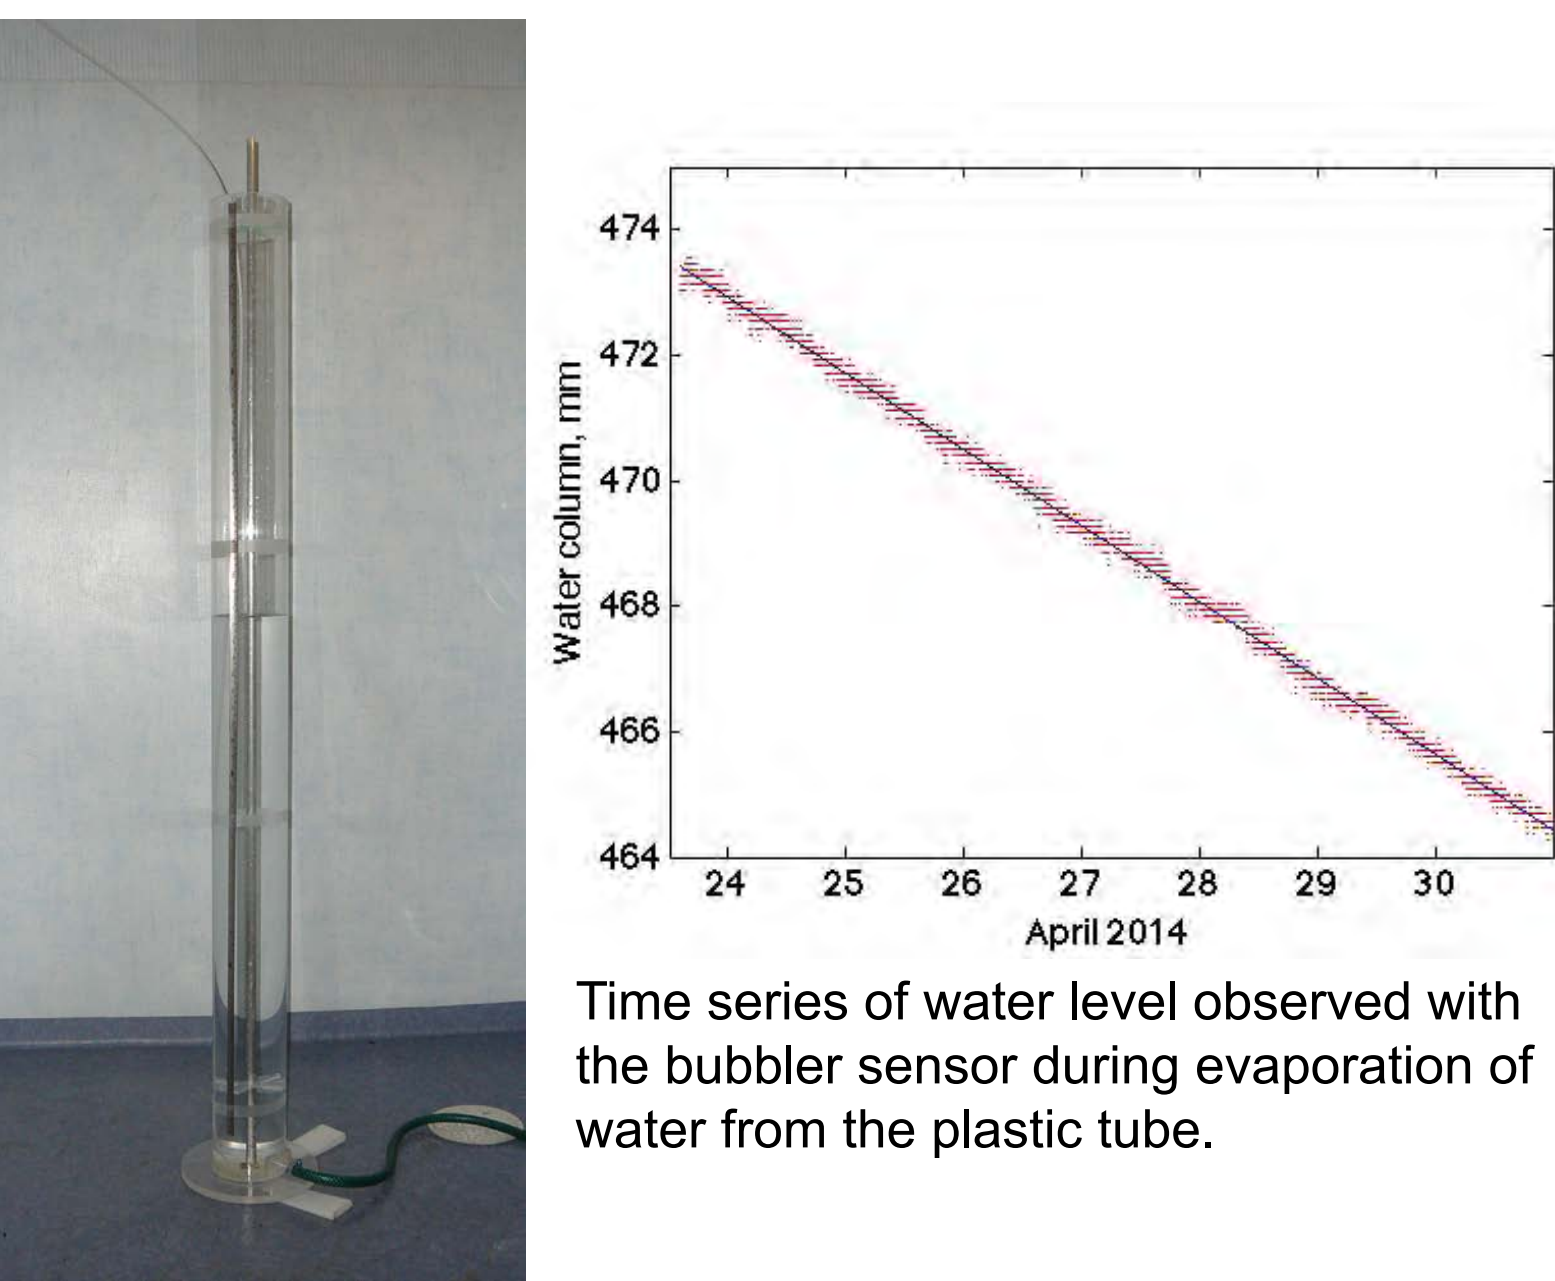 474
472
470
468
466
464
Water column, mm
24 25 26 27 28 29 30
April 2014
Time series of water level observed with
the bubbler sensor during evaporation of
water from the plastic tube.